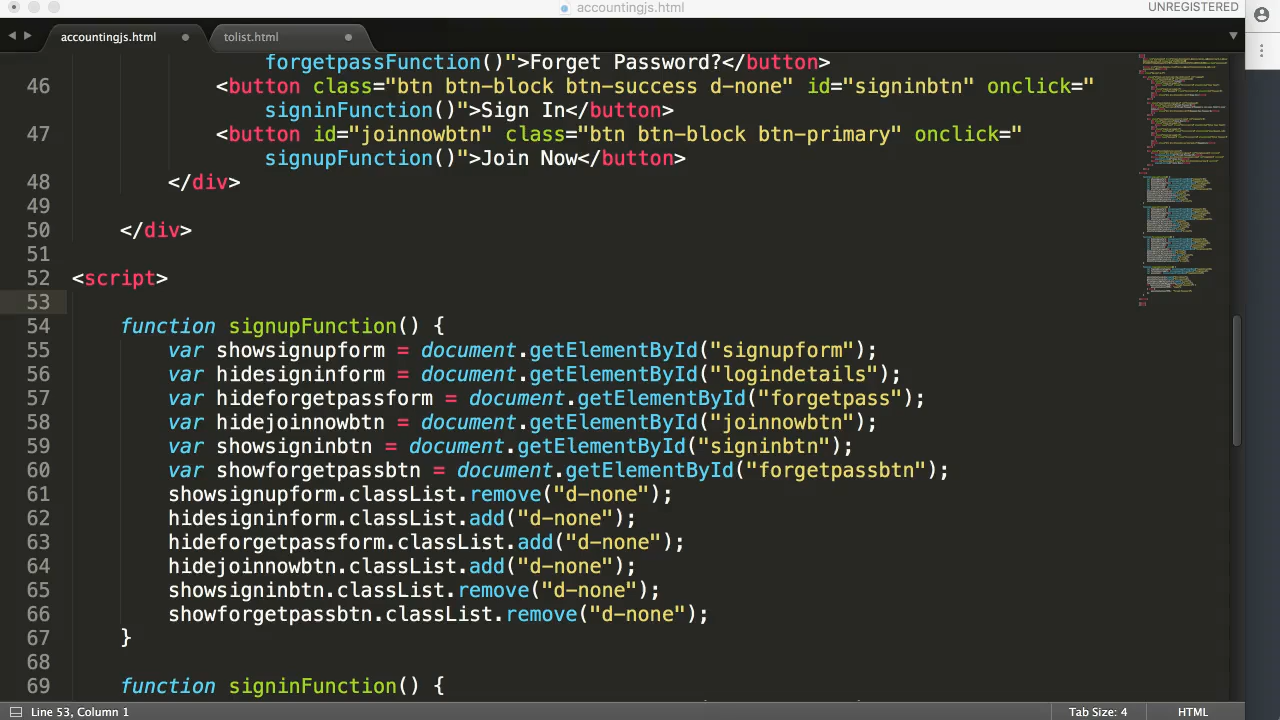 accountingjs.html
UNREGISTERED
accountingjs.html
tolist.html
forgetpassFunction()">Forget Password?</button>
46 <button class="btn btn-block btn-success d-none" id="signinbtn" onclick="
signinFunction()">Sign In</button>
47 <button id="joinnowbtn" class="btn btn-block btn-primary" onclick="
signupFunction()">Join Now</button>
48 </div>
49
50 </div>
51
52 <script>
53
54 function signupFunction() {
55 var showsignupform = document.getElementById("signupform");
56 var hidesigninform = document.getElementById("logindetails");
57 var hideforgetpassform = document.getElementById("forgetpass");
58 var hidejoinnowbtn = document.getElementById("joinnowbtn");
59 var showsigninbtn = document.getElementById("signinbtn");
60 var showforgetpassbtn = document.getElementById("forgetpassbtn");
61 showsignupform.classList.remove("d-none");
62 hidesigninform.classList.add("d-none");
63 hideforgetpassform.classList.add("d-none");
64 hidejoinnowbtn.classList.add("d-none");
65 showsigninbtn.classList.remove("d-none");
66 showforgetpassbtn.classList.remove("d-none");
67 }
68
69 function signinFunction() {
Line 53, Column 1
Tab Size: 4
HTML